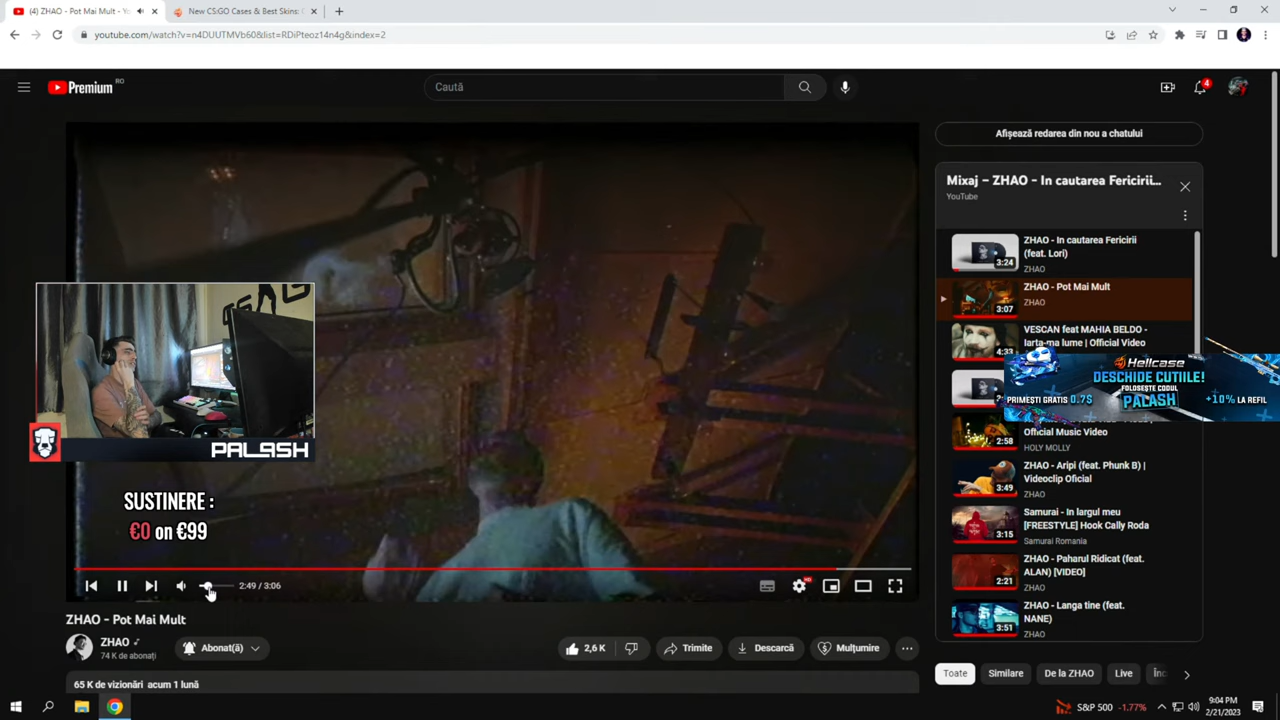 (4) ZHAO - Pot Mai Mult - Yo
New CS:GO Cases & Best Skins: C
youtube.com/watch?v=n4DUUTMVb60&list=RDiPteoz14n4g&index=2
Premium RO
Caută
4
Afișează redarea din nou a chatului
Mixaj – ZHAO - In cautarea Fericirii...
YouTube
ZHAO - In cautarea Fericirii
(feat. Lori)
ZHAO
3:24
ZHAO - Pot Mai Mult
ZHAO
3:07
VESCAN feat MAHIA BELDO -
Iarta-ma lume | Official Video
4:33
Hellcase
DESCHIDE CUTIILE!
FOLOSEȘTE CODUL
PALASH
PRIMEȘTI GRATIS 0.7$
+10% LA REFIL
Official Music Video
HOLY MOLLY
2:58
ZHAO - Aripi (feat. Phunk B) |
Videoclip Oficial
ZHAO
3:49
Samurai - In largul meu
[FREESTYLE] Hook Cally Roda
Samurai Romania
3:15
ZHAO - Paharul Ridicat (feat.
ALAN) [VIDEO]
ZHAO
2:21
ZHAO - Langa tine (feat.
NANE)
ZHAO
3:51
Toate
Similare
De la ZHAO
Live
Înc
PALASH
SUSTINERE :
€0 on €99
2:49 / 3:06
HD
ZHAO - Pot Mai Mult
ZHAO
74 K de abonați
Abonat(ă)
2,6 K
Trimite
Descarcă
Mulțumire
65 K de vizionări acum 1 lună
S&P 500 -1.77%
9:04 PM
2/21/2023